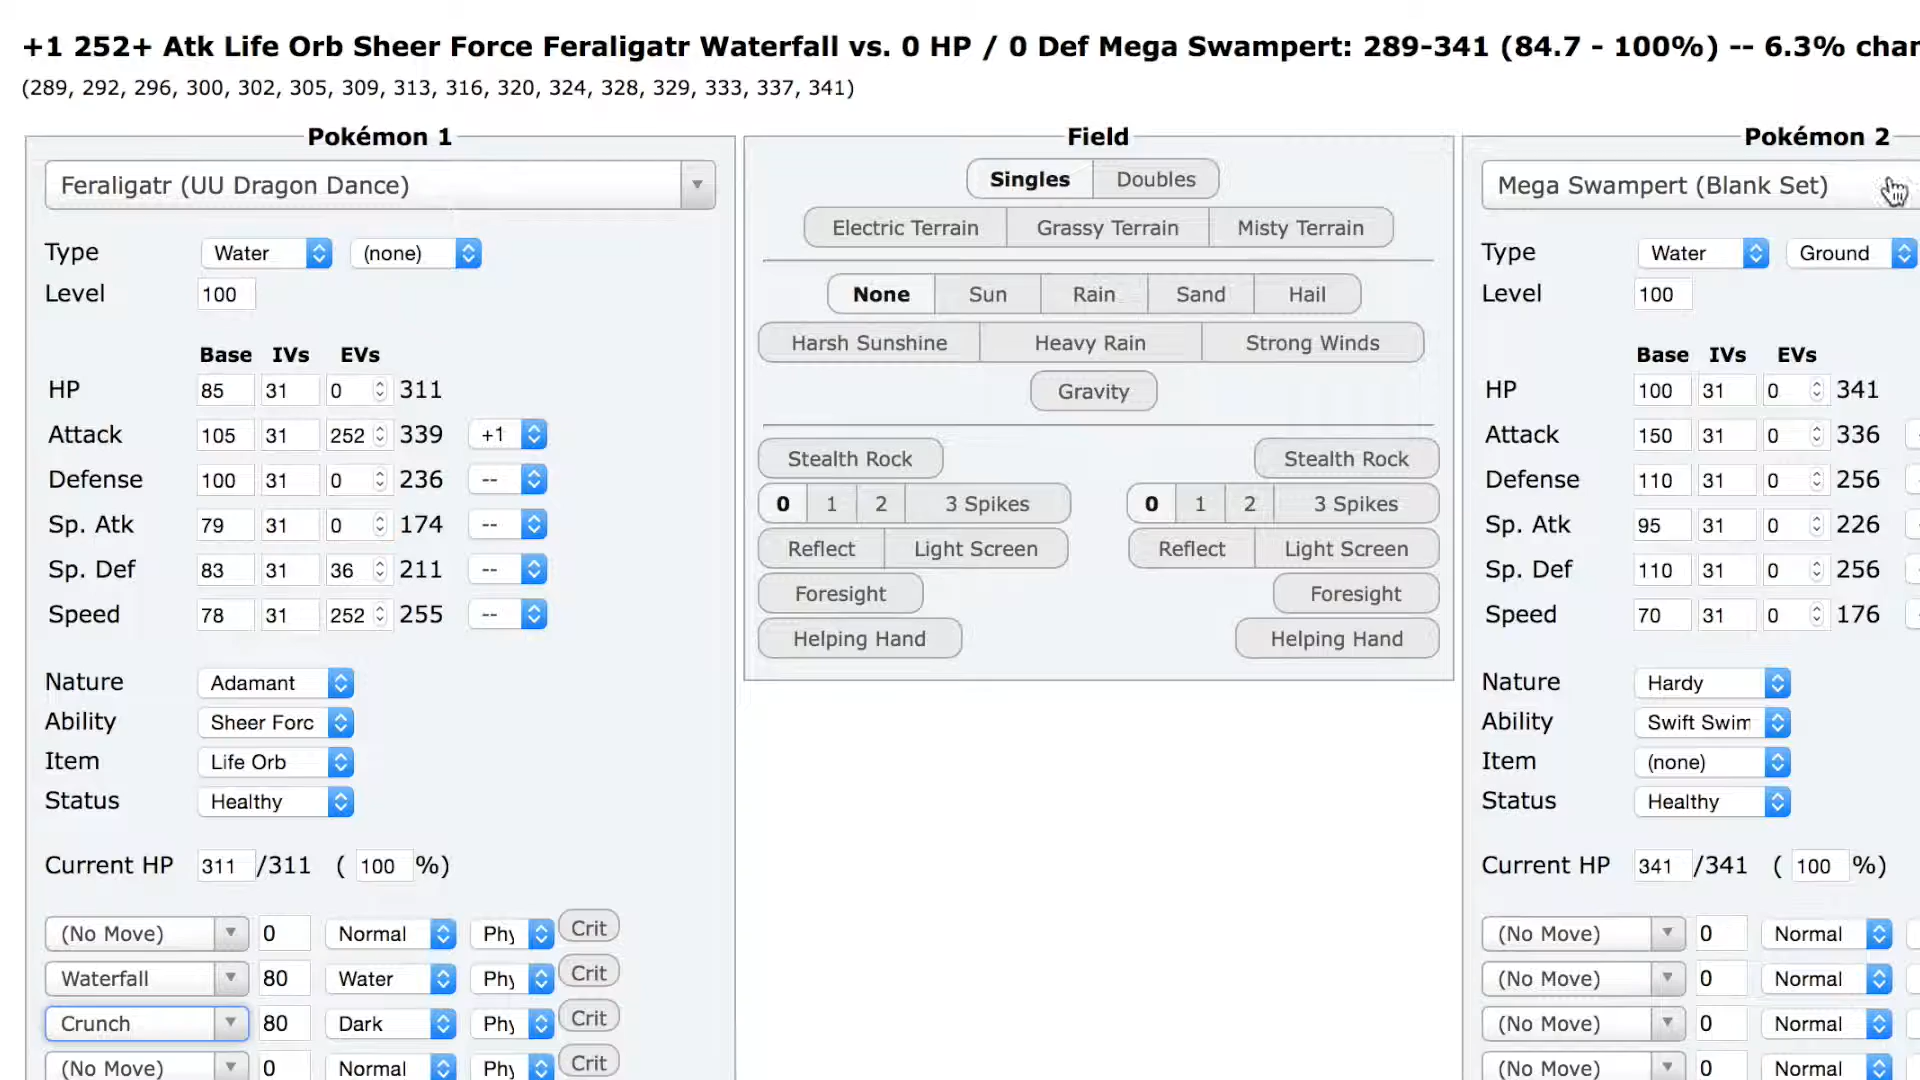 +1 252+ Atk Life Orb Sheer Force Feraligatr Waterfall vs. 0 HP / 0 Def Mega Swampert: 289-341 (84.7 - 100%) -- 6.3%
(289, 292, 296, 300, 302, 305, 309, 313, 316, 320, 324, 328, 329, 333, 337, 341)
Pokémon 1
Feraligatr (UU Dragon Dance)
Type Water (none)
Level 100
Base IVs EVs
HP 85 31 0 311
Attack 105 31 252 339 +1
Defense 100 31 0 236 --
Sp. Atk 79 31 0 174 --
Sp. Def 83 31 36 211 --
Speed 78 31 252 255 --
Nature Adamant
Ability Sheer Forc
Item Life Orb
Status Healthy
Current HP 311 /311 ( 100 %)
(No Move) 0 Normal Phy Crit
Waterfall 80 Water Phy Crit
Crunch 80 Dark Phy Crit
(No Move) 0 Normal Phy Crit
Field
Singles Doubles
Electric Terrain Grassy Terrain Misty Terrain
None Sun Rain Sand Hail
Harsh Sunshine Heavy Rain Strong Winds
Gravity
Stealth Rock Stealth Rock
0 1 2 3 Spikes 0 1 2 3 Spikes
Reflect Light Screen Reflect Light Screen
Foresight Foresight
Helping Hand Helping Hand
Pokémon 2
Mega Swampert (Blank Set)
Type Water Ground
Level 100
Base IVs EVs
HP 100 31 0 341
Attack 150 31 0 336
Defense 110 31 0 256
Sp. Atk 95 31 0 226
Sp. Def 110 31 0 256
Speed 70 31 0 176
Nature Hardy
Ability Swift Swim
Item (none)
Status Healthy
Current HP 341 /341 ( 100 %)
(No Move) 0 Normal
(No Move) 0 Normal
(No Move) 0 Normal
(No Move) 0 Normal